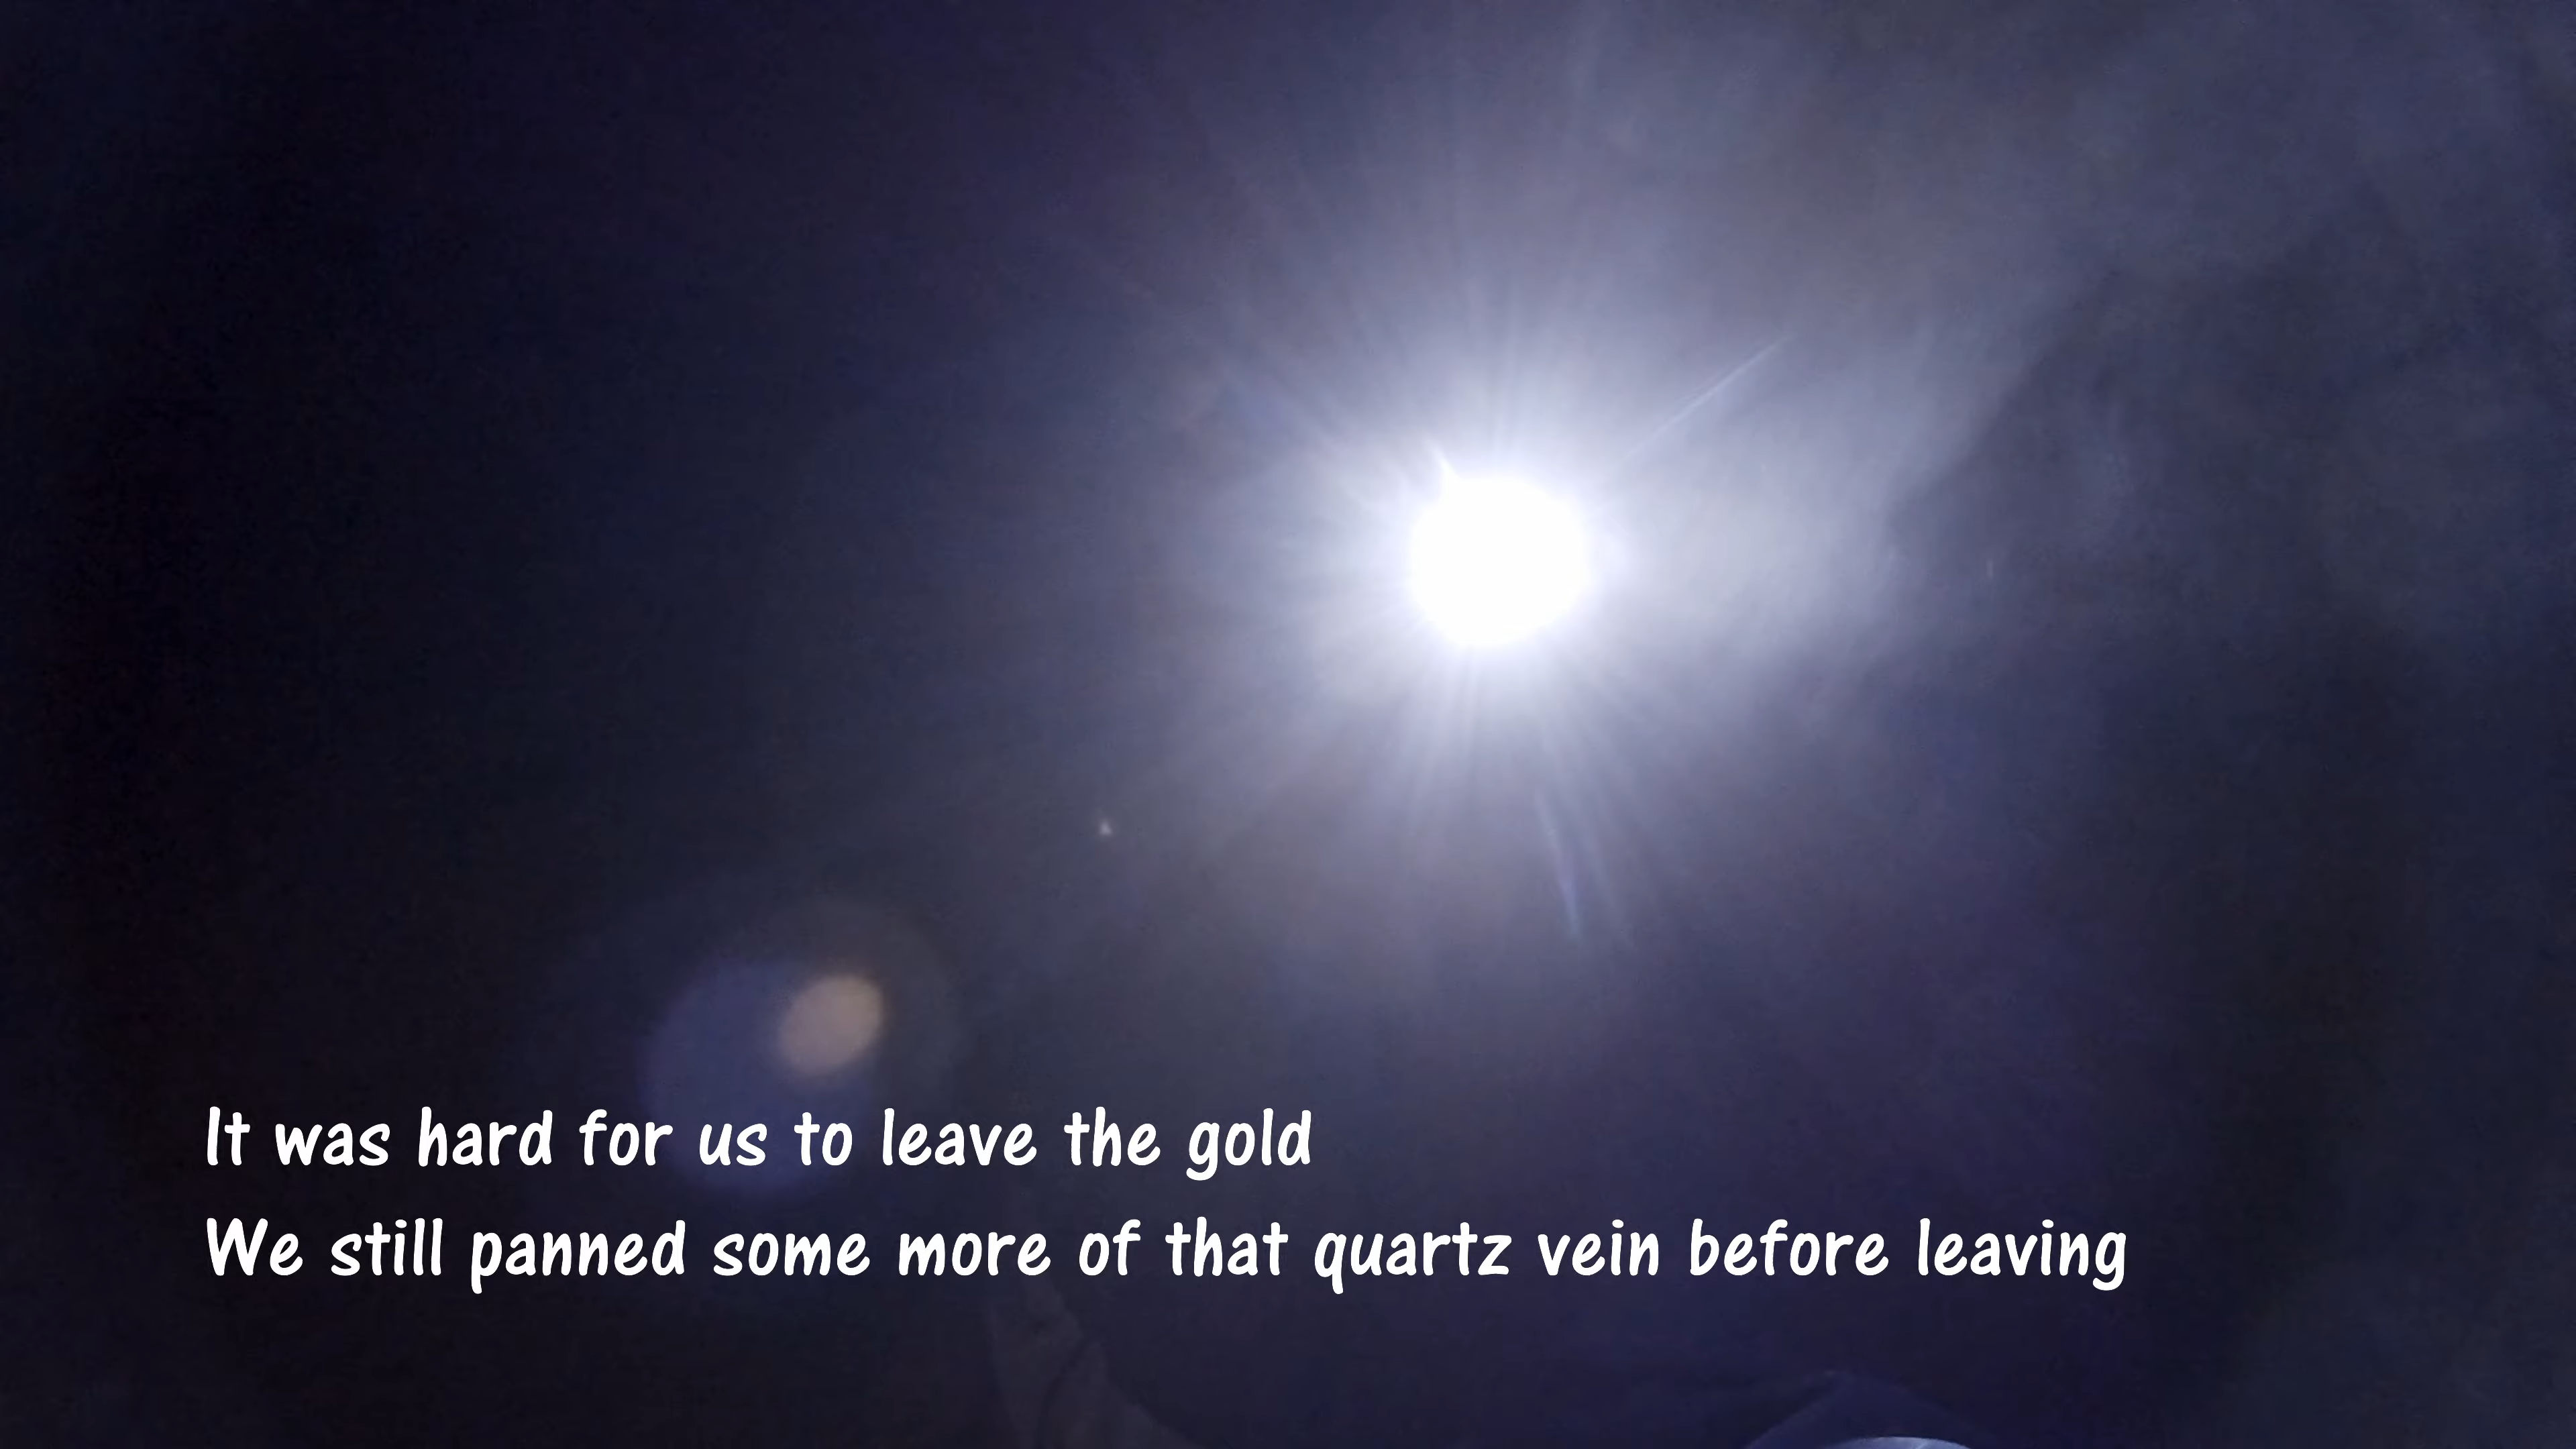 It was hard for us to leave the gold
We still panned some more of that quartz vein before leaving